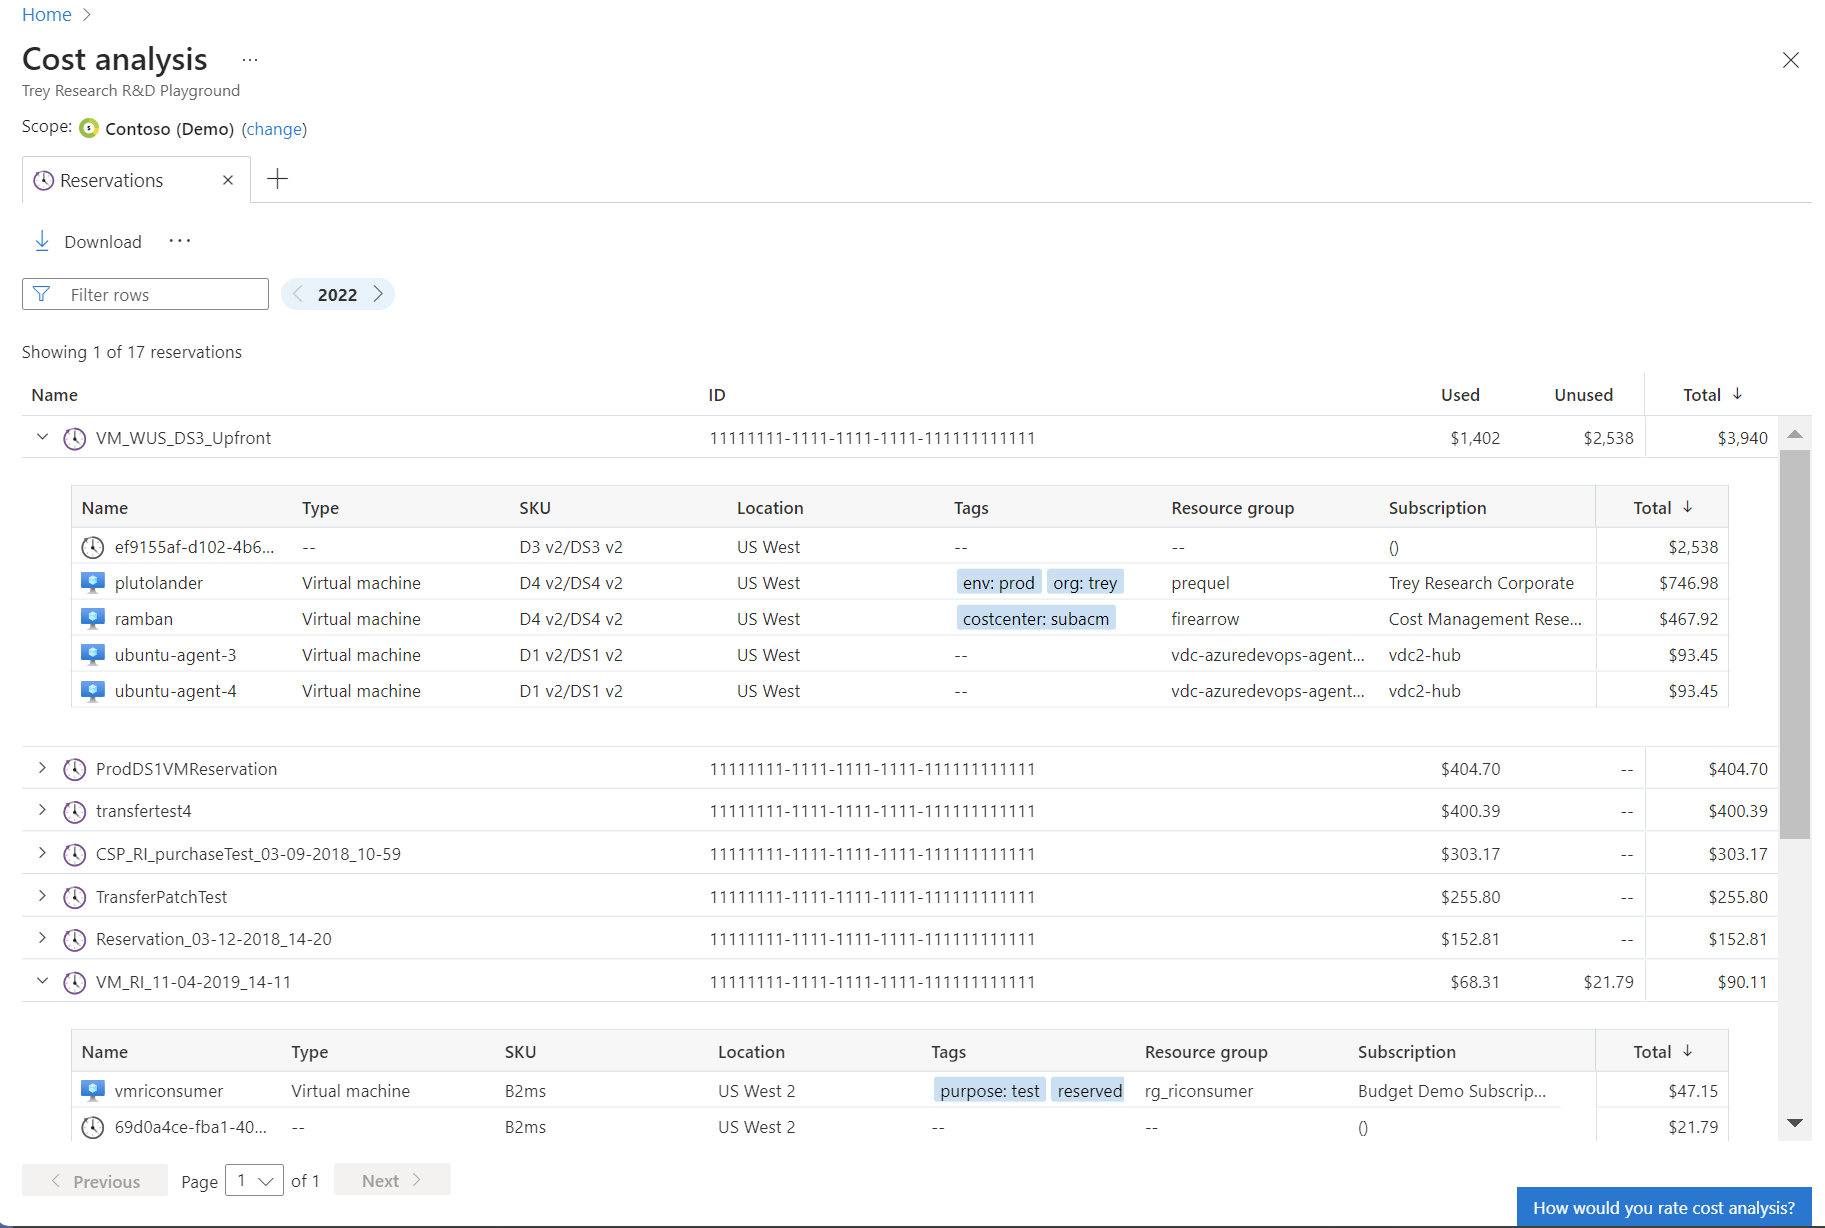 Home
Cost analysis ...
Trey Research R&D Playground
Scope: Contoso (Demo) (change)
Reservations
Download ...
Filter rows 2022
Showing 1 of 17 reservations
Name ID Used Unused Total
VM_WUS_DS3_Upfront 11111111-1111-1111-1111-111111111111 $1,402 $2,538 $3,940
Name Type SKU Location Tags Resource group Subscription Total
ef9155af-d102-4b6... -- D3 v2/DS3 v2 US West -- -- () $2,538
plutolander Virtual machine D4 v2/DS4 v2 US West env: prod org: trey prequel Trey Research Corporate $746.98
ramban Virtual machine D4 v2/DS4 v2 US West costcenter: subacm firearrow Cost Management Rese... $467.92
ubuntu-agent-3 Virtual machine D1 v2/DS1 v2 US West -- vdc-azuredevops-agent... vdc2-hub $93.45
ubuntu-agent-4 Virtual machine D1 v2/DS1 v2 US West -- vdc-azuredevops-agent... vdc2-hub $93.45
ProdDS1VMReservation 11111111-1111-1111-1111-111111111111 $404.70 -- $404.70
transfertest4 11111111-1111-1111-1111-111111111111 $400.39 -- $400.39
CSP_RI_purchaseTest_03-09-2018_10-59 11111111-1111-1111-1111-111111111111 $303.17 -- $303.17
TransferPatchTest 11111111-1111-1111-1111-111111111111 $255.80 -- $255.80
Reservation_03-12-2018_14-20 11111111-1111-1111-1111-111111111111 $152.81 -- $152.81
VM_RI_11-04-2019_14-11 11111111-1111-1111-1111-111111111111 $68.31 $21.79 $90.11
Name Type SKU Location Tags Resource group Subscription Total
vmriconsumer Virtual machine B2ms US West 2 purpose: test reserved rg_riconsumer Budget Demo Subscrip... $47.15
69d0a4ce-fba1-40... -- B2ms US West 2 -- -- () $21.79
Previous Page 1 of 1 Next
How would you rate cost analysis?